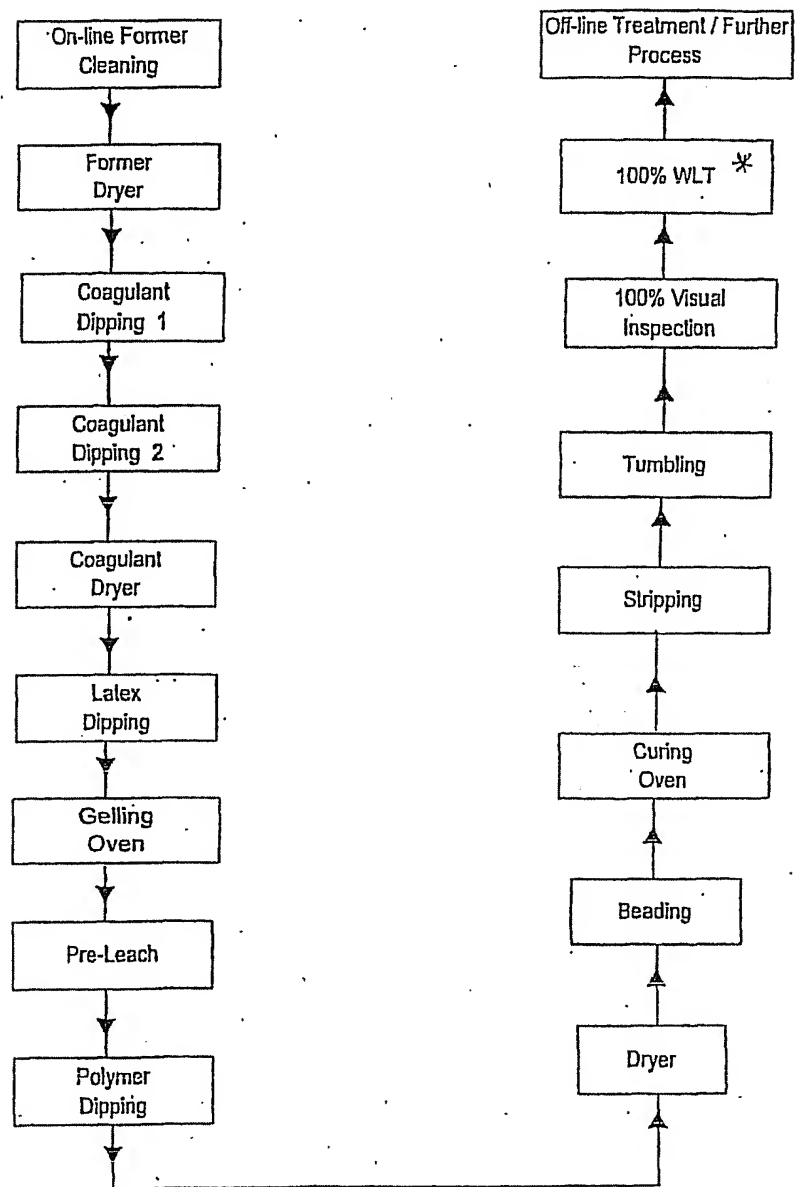 On-line Former
Cleaning
Former
Dryer
Coagulant
Dipping 1
Coagulant
Dipping 2
Coagulant
Dryer
Latex
Dipping
Gelling
Oven
Pre-Leach
Polymer
Dipping
Dryer
Beading
Curing
Oven
Stripping
Tumbling
100% Visual
Inspection
100% WLT *
Off-line Treatment / Further
Process